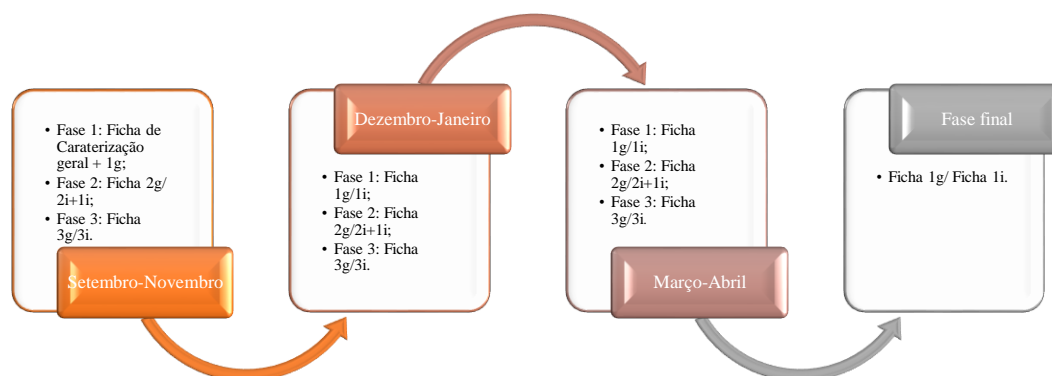 • Fase 1: Ficha de
Caraterização
geral + 1g;
• Fase 2: Ficha 2g/
2i+1i;
• Fase 3: Ficha
3g/3i.
Setembro-Novembro
Dezembro-Janeiro
• Fase 1: Ficha
1g/1i;
• Fase 2: Ficha
2g/2i+1i;
• Fase 3: Ficha
3g/3i.
• Fase 1: Ficha
1g/1i;
• Fase 2: Ficha
2g/2i+1i;
• Fase 3: Ficha
3g/3i.
Março-Abril
Fase final
• Ficha 1g/ Ficha 1i.